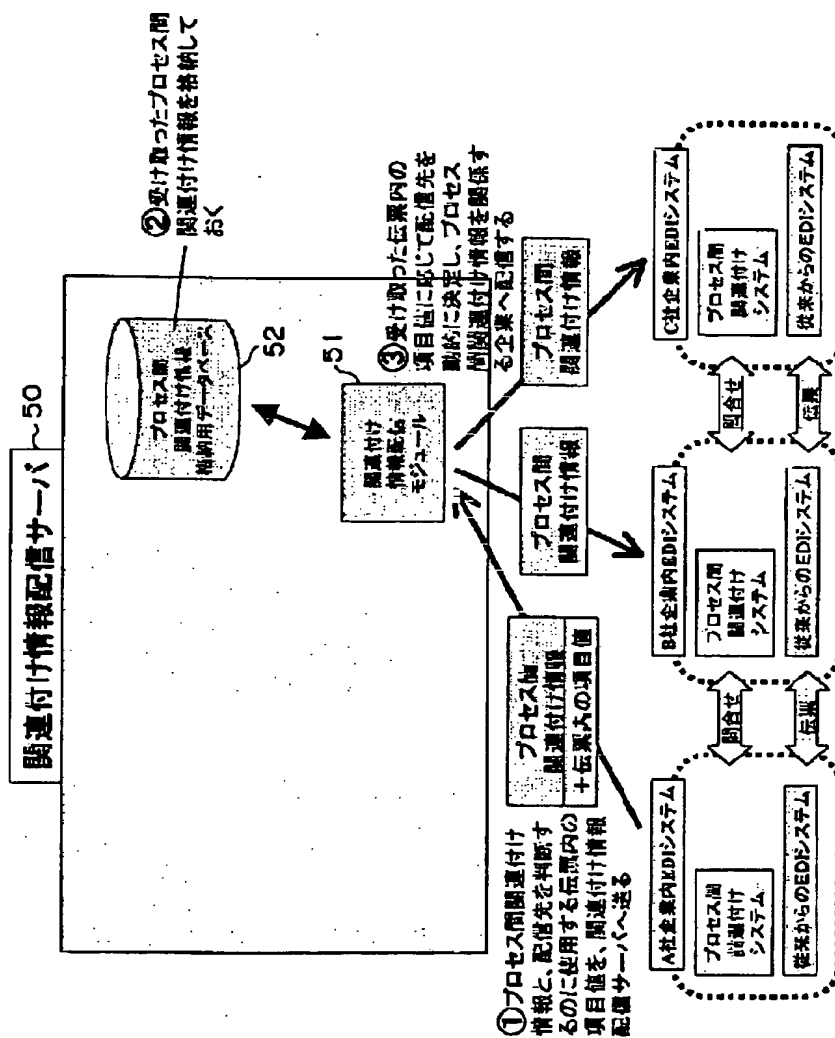 関連付け情報配信サーバ
50
プロセス間
関連付け情報
格納用データベース
52
②受け取ったプロセス間
関連付け情報を格納して
おく
関連付け
情報配信
モジュール
51
③受け取った伝票内の
項目値に応じて配信先を
動的に決定し、プロセス
間関連付け情報を関係す
る企業へ配信する
①プロセス間関連付け
情報と、配信先を判断す
るのに使用する伝票内の
項目値を、関連付け情報
配信サーバへ送る
プロセス間
関連付け情報
+伝票大の項目値
プロセス間
関連付け情報
プロセス間
関連付け情報
A社企業内EDIシステム
プロセス間
関連付け
システム
従来からのEDIシステム
問合せ
伝票
B社企業内EDIシステム
プロセス間
関連付け
システム
従来からのEDIシステム
問合せ
伝票
C社企業内EDIシステム
プロセス間
関連付け
システム
従来からのEDIシステム